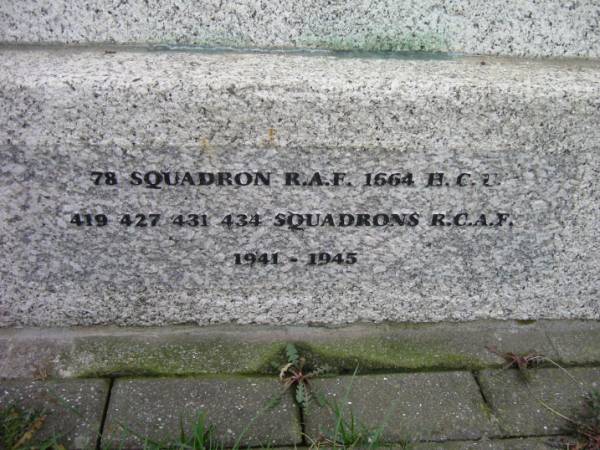 78 SQUADRON R.A.F. 1664 H.C.U.
419 427 431 434 SQUADRONS R.C.A.F.
1941 - 1945